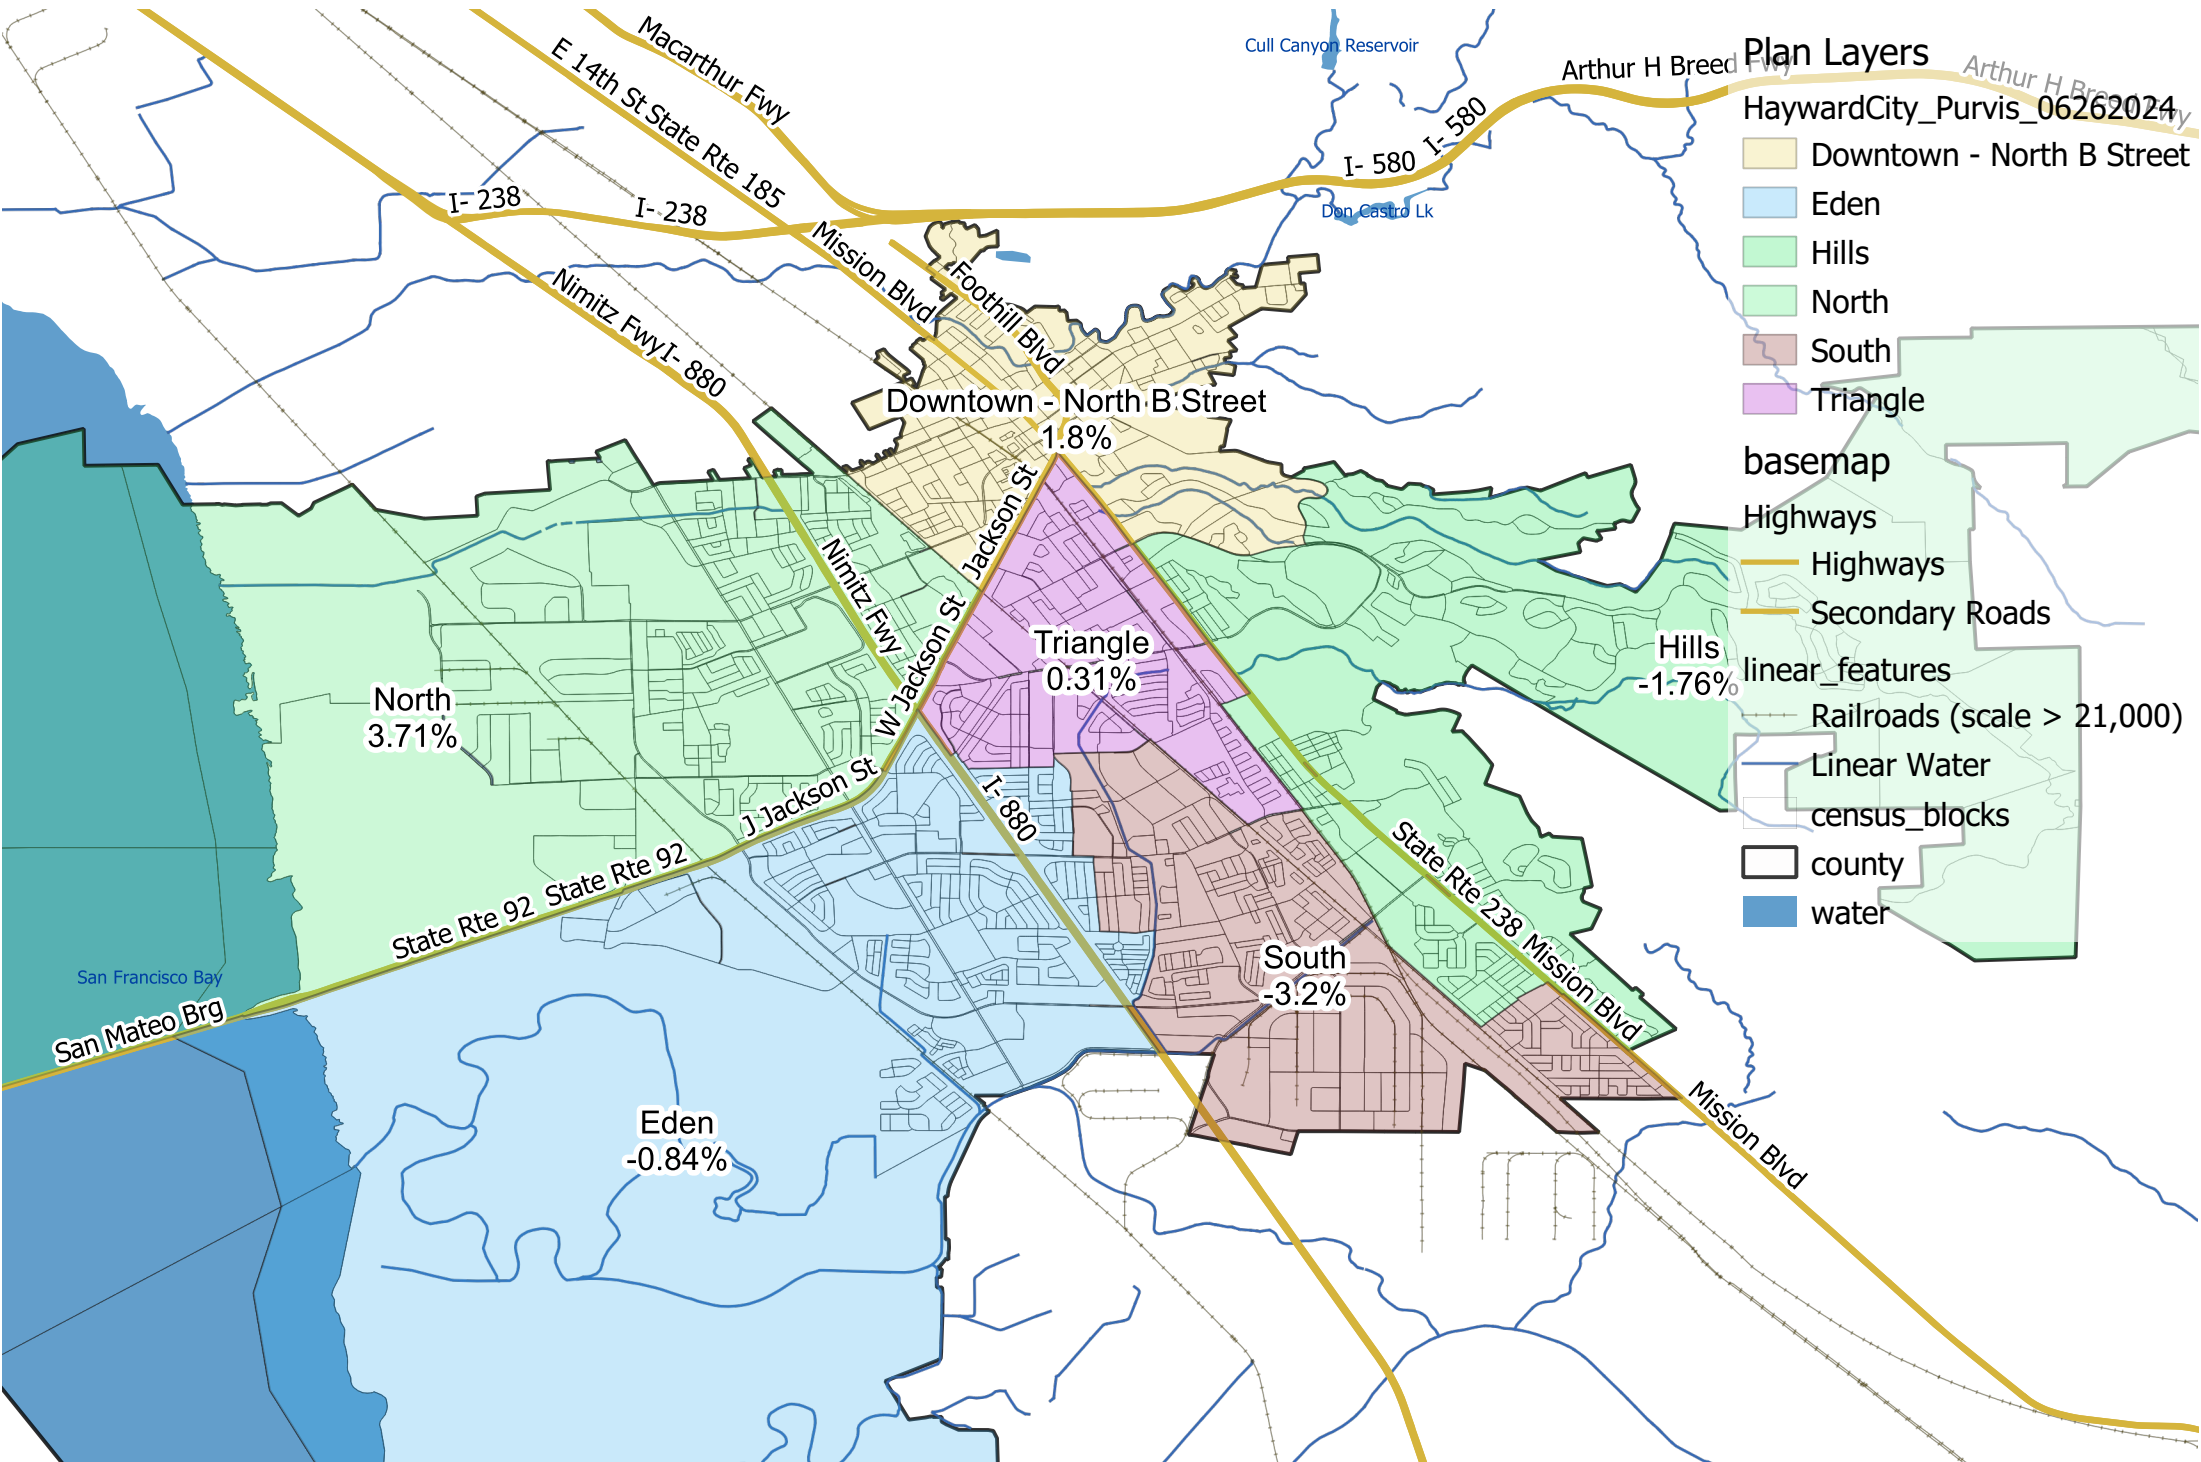 Macarthur Fwy
E 14th St State Rte 185
Cull Canyon Reservoir
Arthur H Breed Fwy
Arthur H Breed Fwy
I- 580
I- 580
Don Castro Lk
I- 238
I- 238
Mission Blvd
Foothill Blvd
Nimitz Fwy I- 880
Downtown - North B Street
1.8%
Jackson St
Nimitz Fwy
W Jackson St
Triangle
0.31%
Hills
-1.76%
North
3.71%
J Jackson St
I- 880
State Rte 92 State Rte 92
State Rte 238 Mission Blvd
South
-3.2%
San Francisco Bay
San Mateo Brg
Eden
-0.84%
Mission Blvd
Plan Layers
HaywardCity_Purvis_06262024
Downtown - North B Street
Eden
Hills
North
South
Triangle
basemap
Highways
Highways
Secondary Roads
linear_features
Railroads (scale > 21,000)
Linear Water
census_blocks
county
water